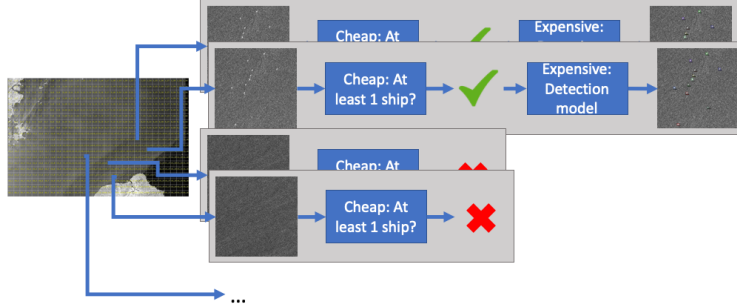 Cheap: At
Expensive:
Cheap: At
least 1 ship?
Expensive:
Detection
model
Cheap: At
Cheap: At
least 1 ship?
...